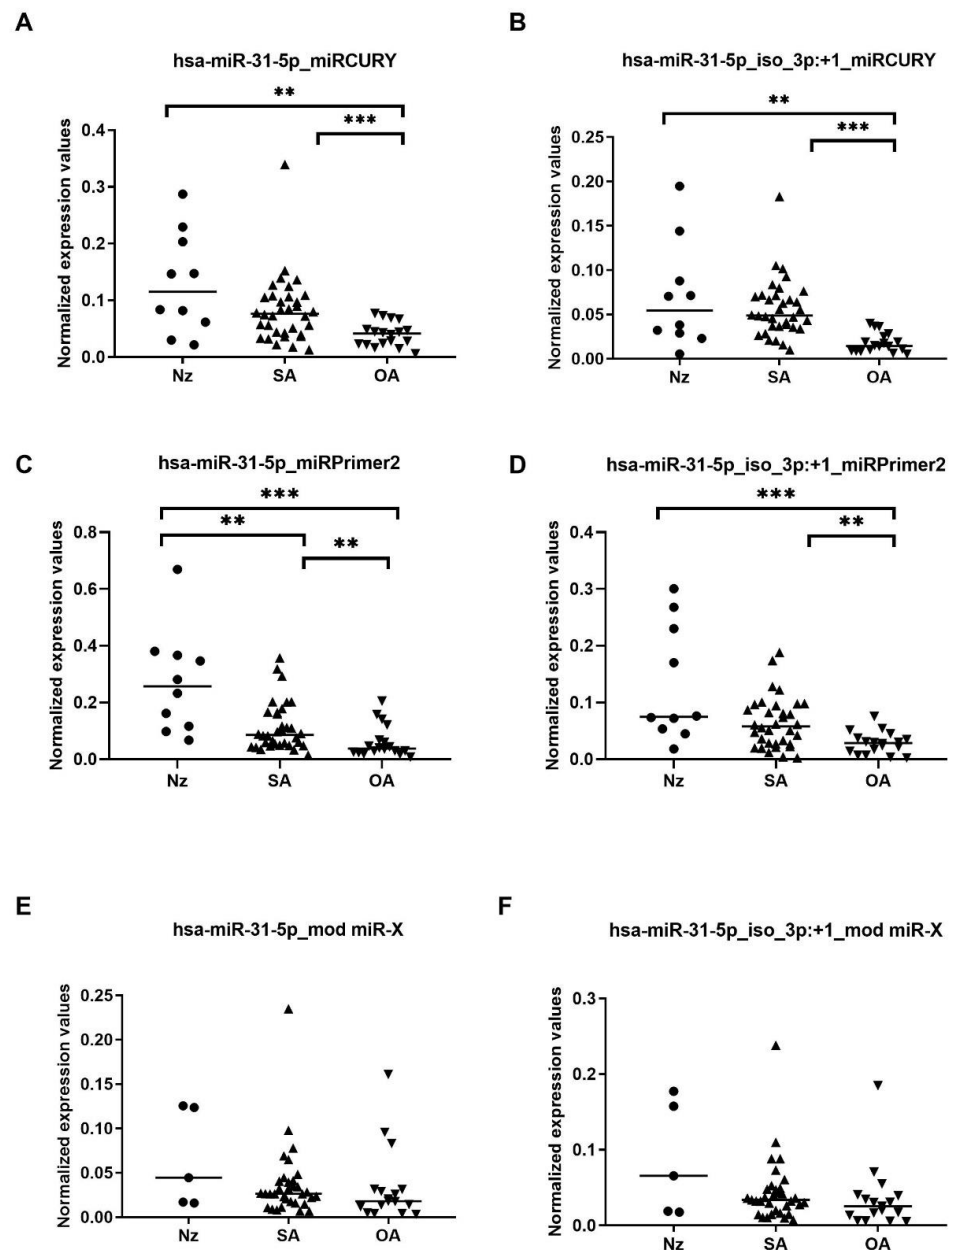 A
hsa-miR-31-5p_miRCURY
**
***
Normalized expression values
0.4
0.3
0.2
0.1
0.0
Nz SA OA
B
hsa-miR-31-5p_iso_3p:+1_miRCURY
**
***
Normalized expression values
0.25
0.20
0.15
0.10
0.05
0.00
Nz SA OA
C
hsa-miR-31-5p_miRPrimer2
***
**
**
Normalized expression values
0.8
0.6
0.4
0.2
0.0
Nz SA OA
D
hsa-miR-31-5p_iso_3p:+1_miRPrimer2
***
**
Normalized expression values
0.4
0.3
0.2
0.1
0.0
Nz SA OA
E
hsa-miR-31-5p_mod miR-X
Normalized expression values
0.25
0.20
0.15
0.10
0.05
0.00
Nz SA OA
F
hsa-miR-31-5p_iso_3p:+1_mod miR-X
Normalized expression values
0.3
0.2
0.1
0.0
Nz SA OA